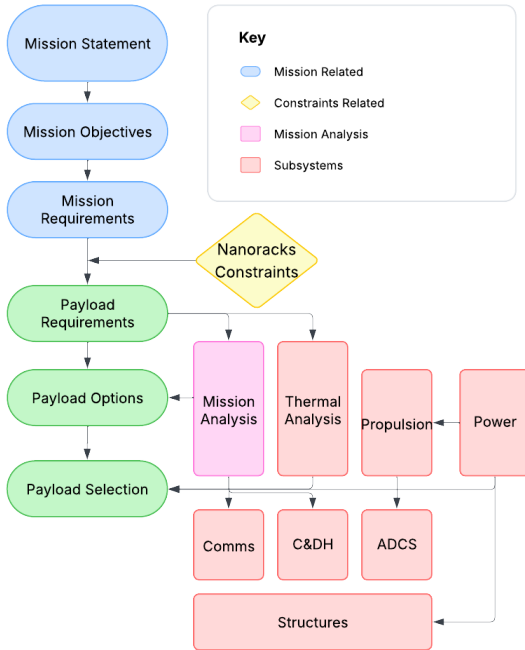 Mission Statement
Key
Mission Related
Constraints Related
Mission Analysis
Subsystems
Mission Objectives
Mission
Requirements
Nanoracks
Constraints
Payload
Requirements
Payload Options
Mission
Analysis
Thermal
Analysis
Propulsion
Power
Payload Selection
Comms
C&DH
ADCS
Structures